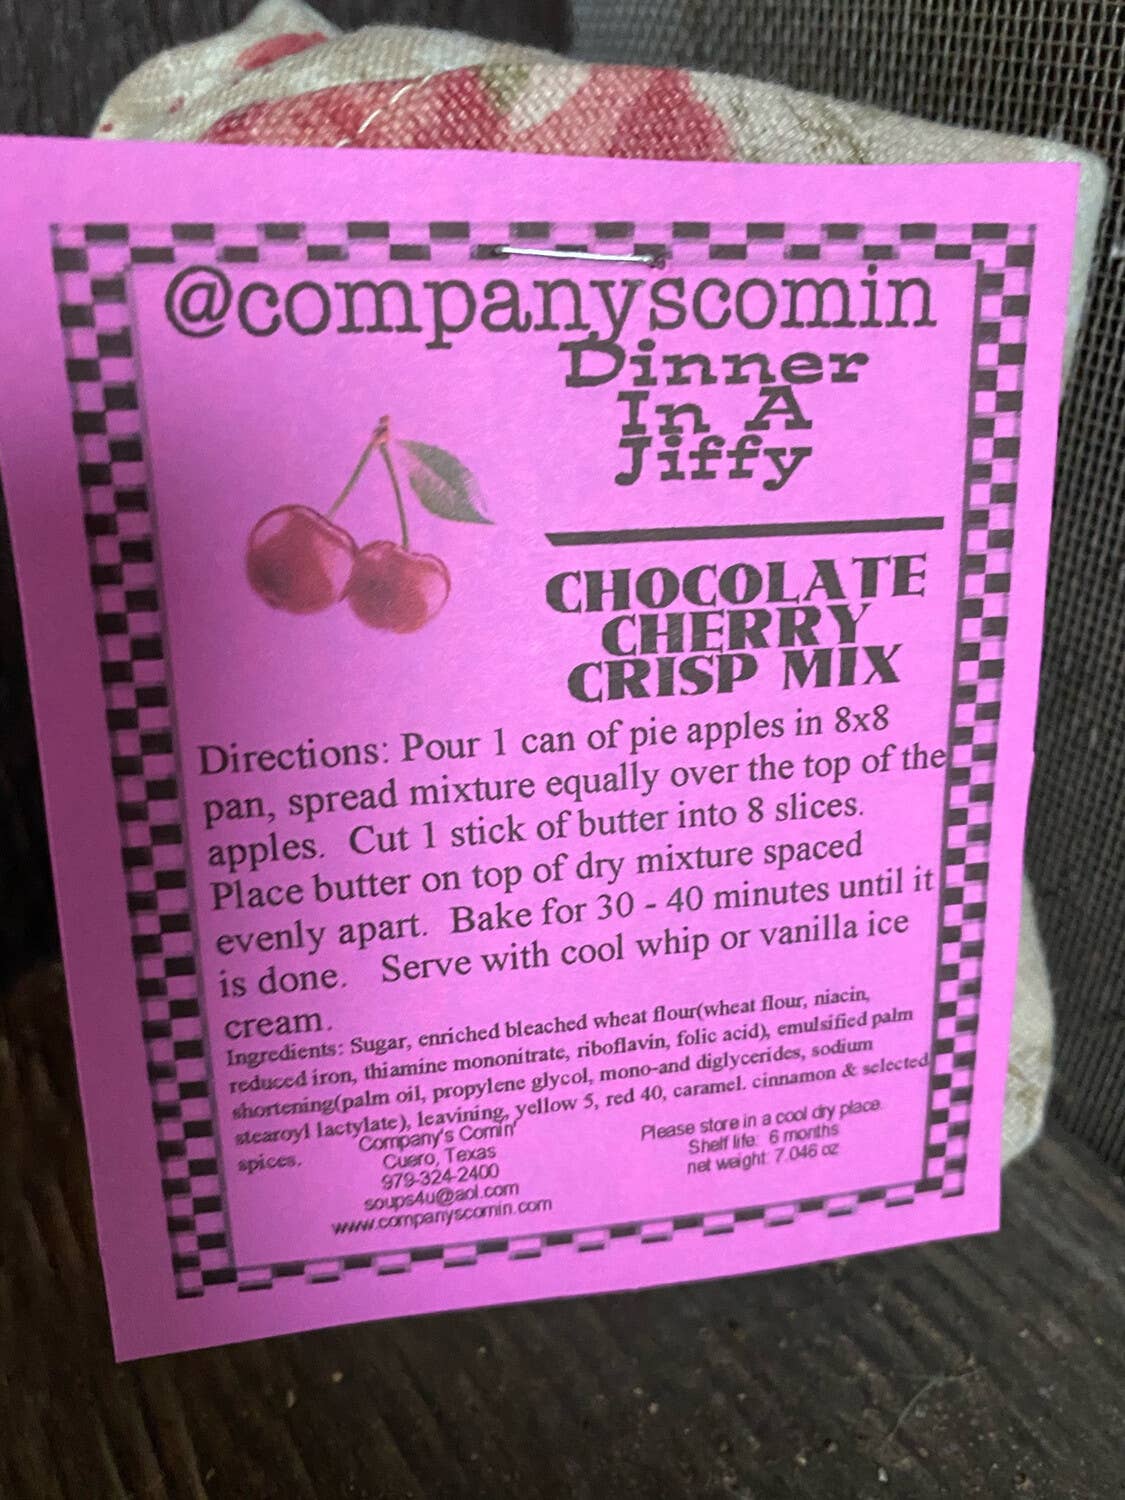 @companyscomin
Dinner
In A
Jiffy
CHOCOLATE
CHERRY
CRISP MIX
Directions: Pour 1 can of pie apples in 8x8
pan, spread mixture equally over the top of the
apples. Cut 1 stick of butter into 8 slices.
Place butter on top of dry mixture spaced
evenly apart. Bake for 30 - 40 minutes until it
is done. Serve with cool whip or vanilla ice
cream.
Ingredients: Sugar, enriched bleached wheat flour(wheat flour, niacin,
reduced iron, thiamine mononitrate, riboflavin, folic acid), emulsified palm
shortening(palm oil, propylene glycol, mono-and diglycerides, sodium
stearoyl lactylate), leavining, yellow 5, red 40, caramel. cinnamon & selected
spices.
Company's Comin'
Cuero, Texas
979-324-2400
soups4u@aol.com
www.companyscomin.com
Please store in a cool dry place.
Shelf life: 6 months
net weight: 7.046 oz